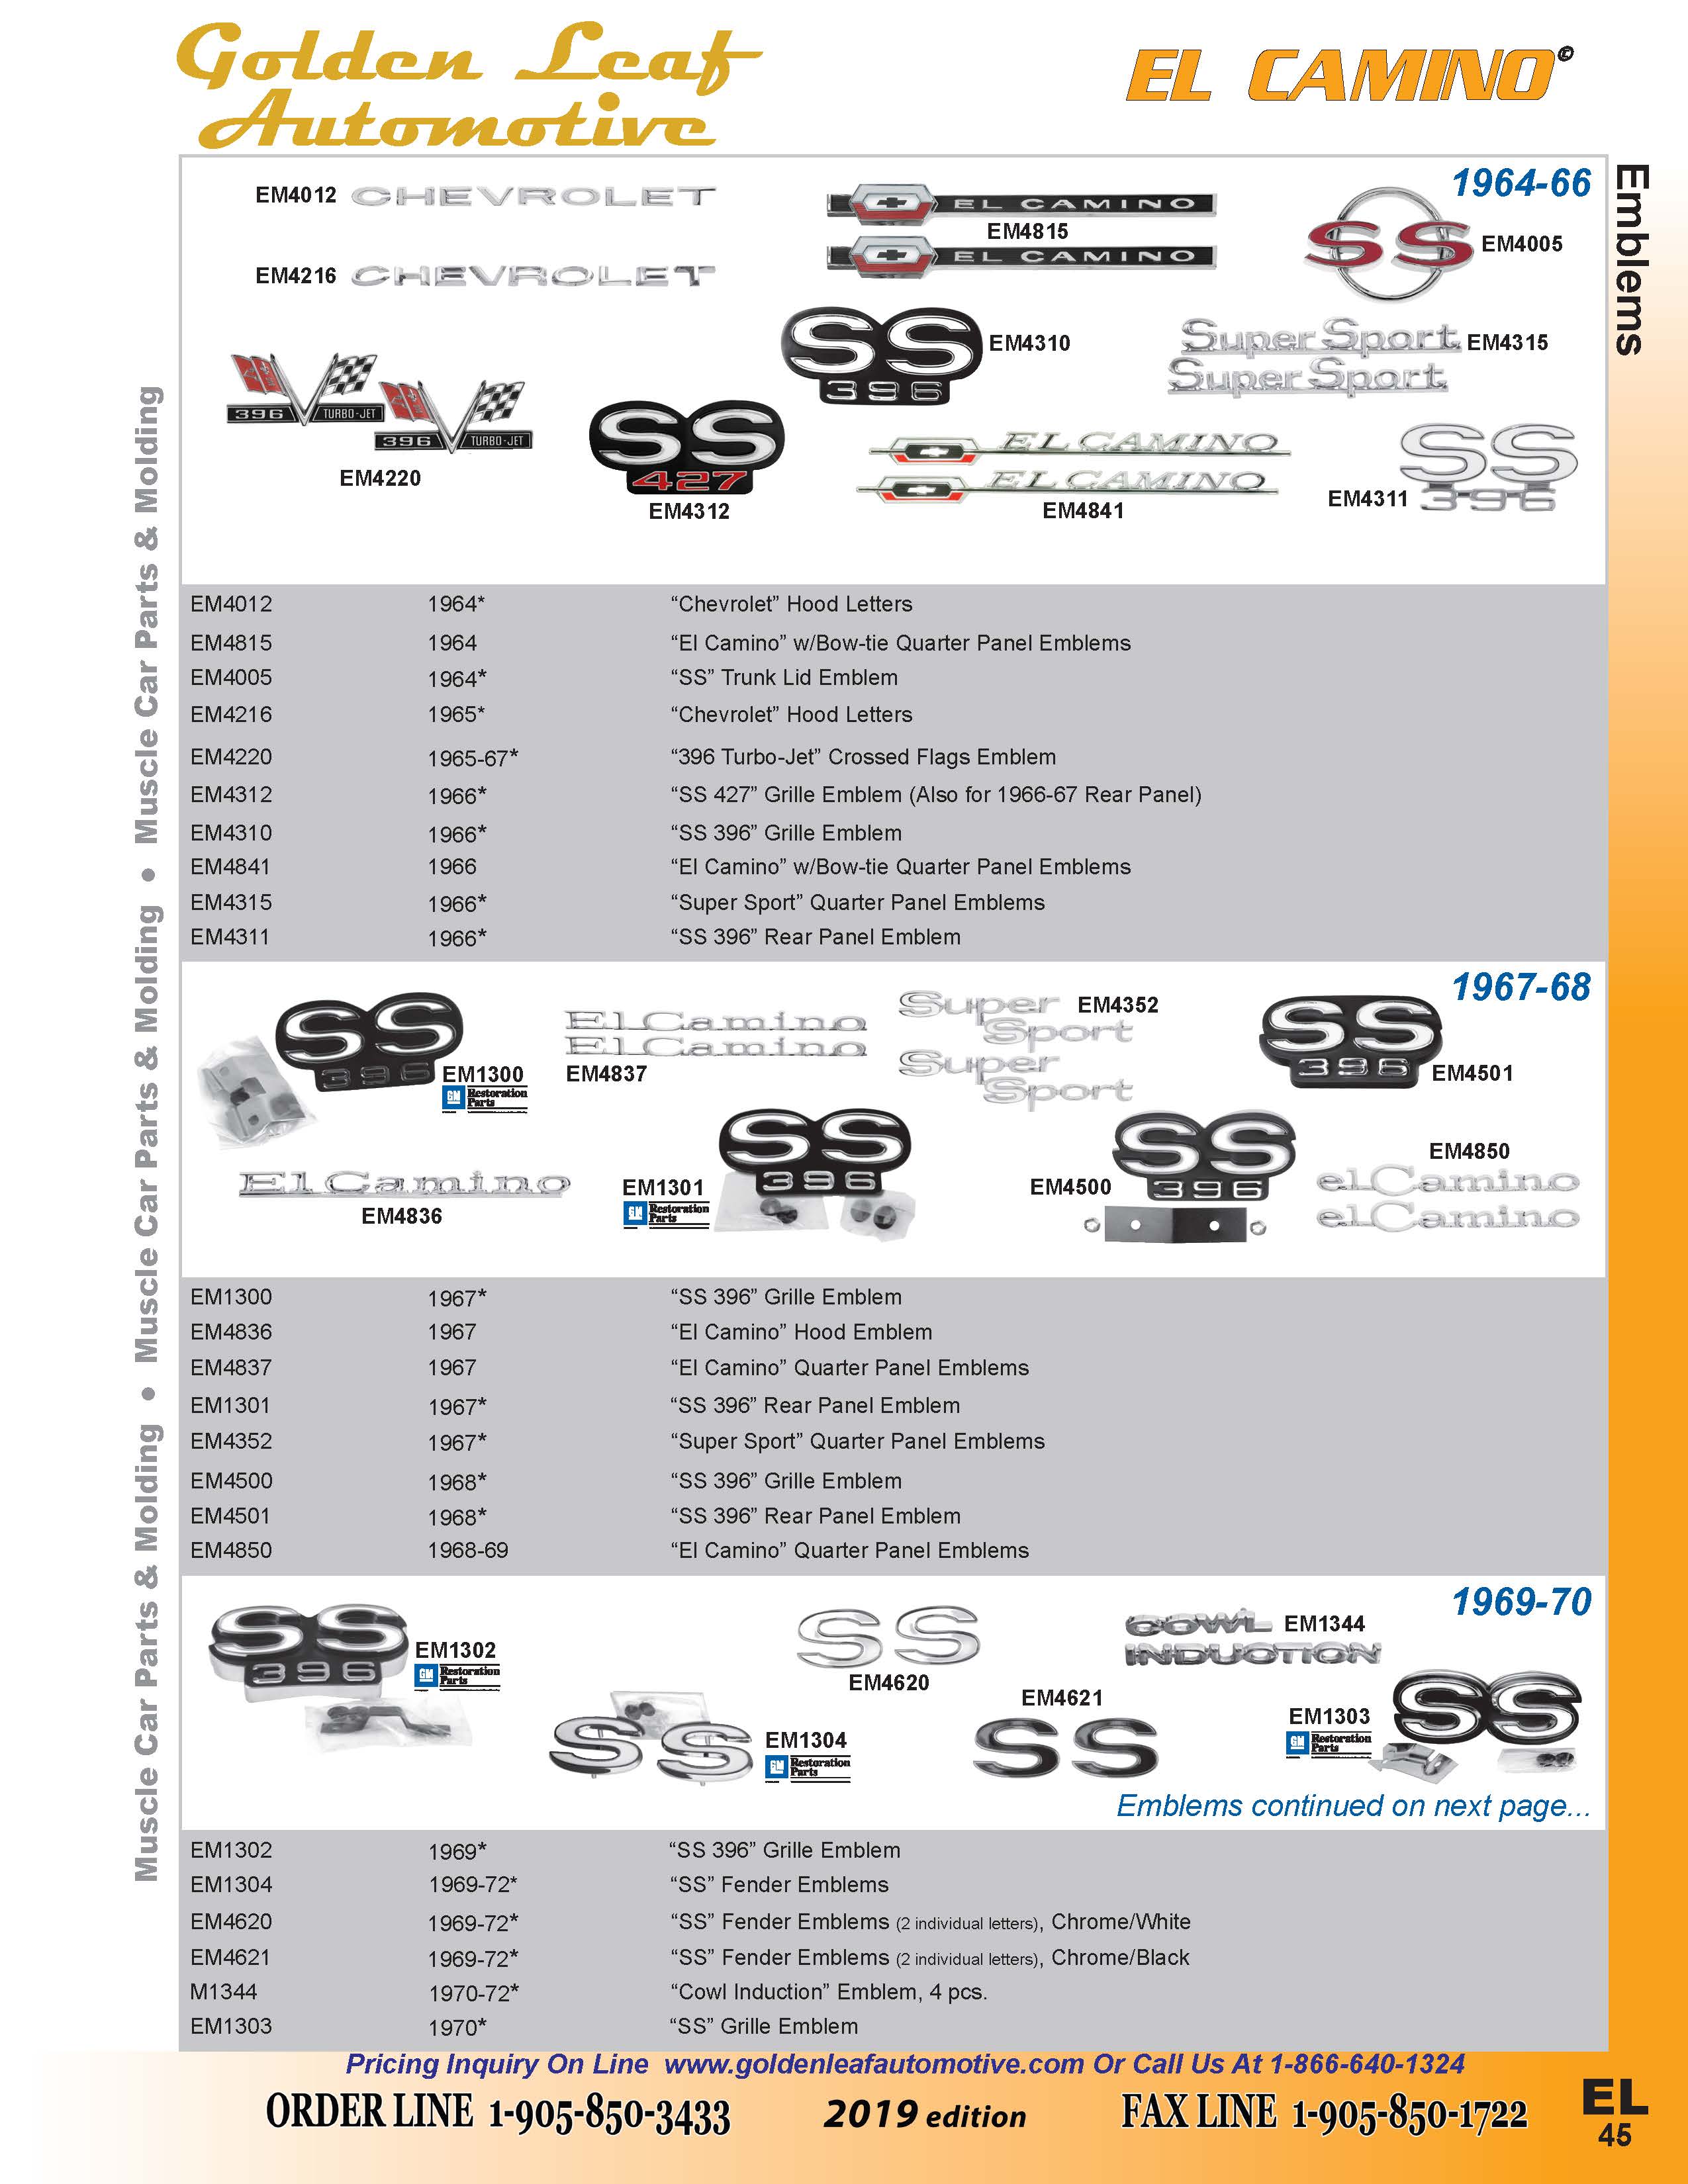 Golden Leaf
Automotive
EL CAMINO©
Emblems
1964-66
EM4012 CHEVROLET
EL CAMINO
EM4815
EL CAMINO
SS EM4005
EM4216 CHEVROLET
SS 396 EM4310
Super Sport EM4315
Super Sport
396 TURBO-JET
396 TURBO-JET
EM4220
SS 427
EM4312
EL CAMINO
EL CAMINO
EM4841
SS 396
EM4311
EM4012 1964* “Chevrolet” Hood Letters
EM4815 1964 “El Camino” w/Bow-tie Quarter Panel Emblems
EM4005 1964* “SS” Trunk Lid Emblem
EM4216 1965* “Chevrolet” Hood Letters
EM4220 1965-67* “396 Turbo-Jet” Crossed Flags Emblem
EM4312 1966* “SS 427” Grille Emblem (Also for 1966-67 Rear Panel)
EM4310 1966* “SS 396” Grille Emblem
EM4841 1966 “El Camino” w/Bow-tie Quarter Panel Emblems
EM4315 1966* “Super Sport” Quarter Panel Emblems
EM4311 1966* “SS 396” Rear Panel Emblem
1967-68
SS 396 EM1300
GM Restoration Parts
El Camino
El Camino
EM4837
Super Sport EM4352
Super Sport
SS 396 EM4501
El Camino
EM4836
SS 396
EM1301
GM Restoration Parts
SS 396
EM4500
EM4850
elCamino
elCamino
EM1300 1967* “SS 396” Grille Emblem
EM4836 1967 “El Camino” Hood Emblem
EM4837 1967 “El Camino” Quarter Panel Emblems
EM1301 1967* “SS 396” Rear Panel Emblem
EM4352 1967* “Super Sport” Quarter Panel Emblems
EM4500 1968* “SS 396” Grille Emblem
EM4501 1968* “SS 396” Rear Panel Emblem
EM4850 1968-69 “El Camino” Quarter Panel Emblems
1969-70
SS 396 EM1302
GM Restoration Parts
SS
EM4620
COWL EM1344
INDUCTION
SS EM1304
GM Restoration Parts
EM4621
SS
EM1303 SS
GM Restoration Parts
Emblems continued on next page...
EM1302 1969* “SS 396” Grille Emblem
EM1304 1969-72* “SS” Fender Emblems
EM4620 1969-72* “SS” Fender Emblems (2 individual letters), Chrome/White
EM4621 1969-72* “SS” Fender Emblems (2 individual letters), Chrome/Black
M1344 1970-72* “Cowl Induction” Emblem, 4 pcs.
EM1303 1970* “SS” Grille Emblem
Muscle Car Parts & Molding • Muscle Car Parts & Molding • Muscle Car Parts & Molding
Pricing Inquiry On Line www.goldenleafautomotive.com Or Call Us At 1-866-640-1324
ORDER LINE 1-905-850-3433 2019 edition FAX LINE 1-905-850-1722
EL
45